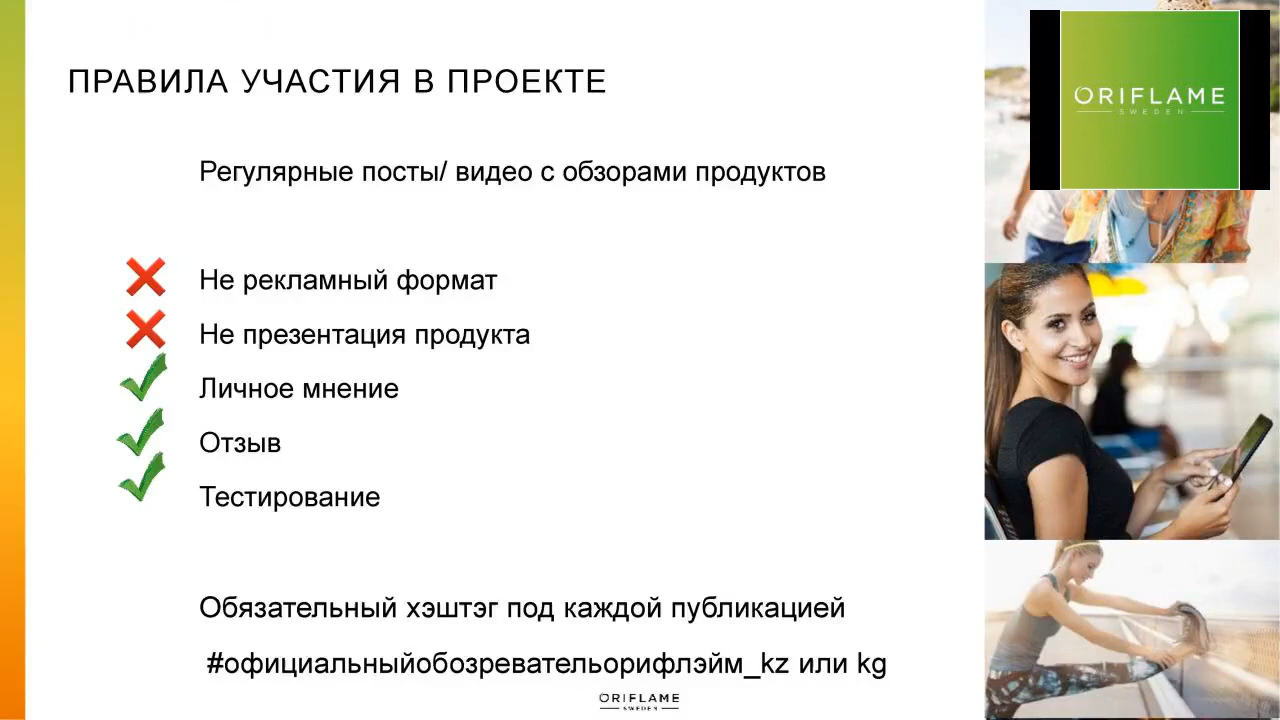 ПРАВИЛА УЧАСТИЯ В ПРОЕКТЕ
ORIFLAME
SWEDEN
Регулярные посты/ видео с обзорами продуктов
Не рекламный формат
Не презентация продукта
Личное мнение
Отзыв
Тестирование
Обязательный хэштэг под каждой публикацией
#официальныйобозревательорифлэйм_kz или kg
ORIFLAME
SWEDEN